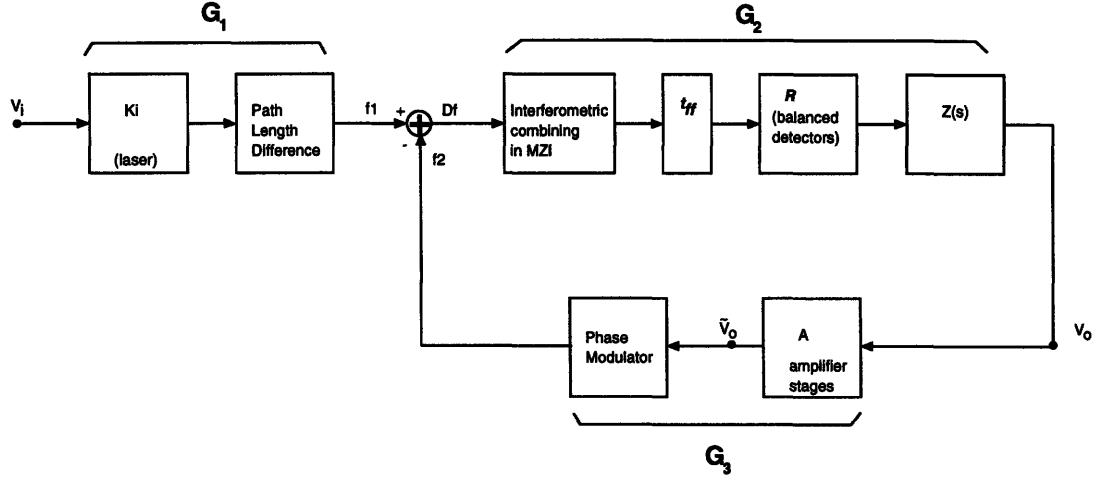 G1
G2
Vi
Ki
(laser)
Path
Length
Difference
f1
+
-
f2
Df
Interferometric
combining
in MZI
tff
R
(balanced
detectors)
Z(s)
Phase
Modulator
Ṽo
A
amplifier
stages
Vo
G3